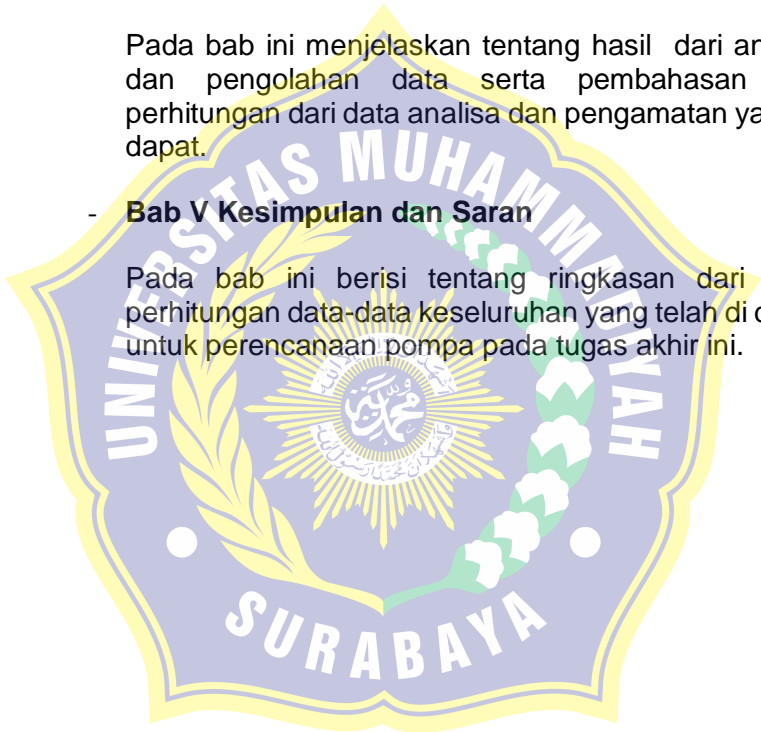 Pada bab ini menjelaskan tentang hasil dari an
dan pengolahan data serta pembahasan
perhitungan dari data analisa dan pengamatan ya
dapat.
- Bab V Kesimpulan dan Saran
Pada bab ini berisi tentang ringkasan dari
perhitungan data-data keseluruhan yang telah di d
untuk perencanaan pompa pada tugas akhir ini.
UNIVERSITAS MUHAMMADIYAH
SURABAYA